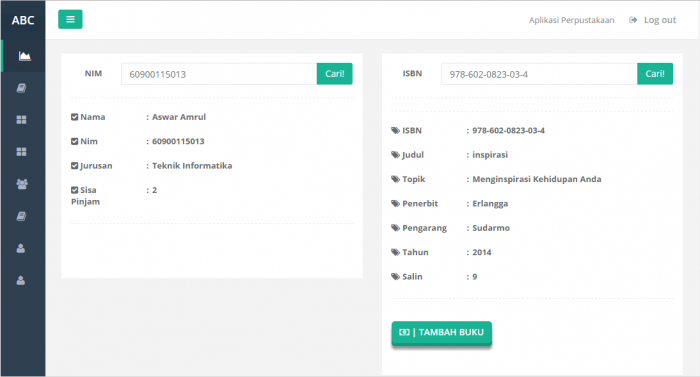 ABC
Aplikasi Perpustakaan Log out
NIM 60900115013 Cari!
Nama : Aswar Amrul
Nim : 60900115013
Jurusan : Teknik Informatika
Sisa : 2
Pinjam
ISBN 978-602-0823-03-4 Cari!
ISBN : 978-602-0823-03-4
Judul : inspirasi
Topik : Menginspirasi Kehidupan Anda
Penerbit : Erlangga
Pengarang : Sudarmo
Tahun : 2014
Salin : 9
| TAMBAH BUKU